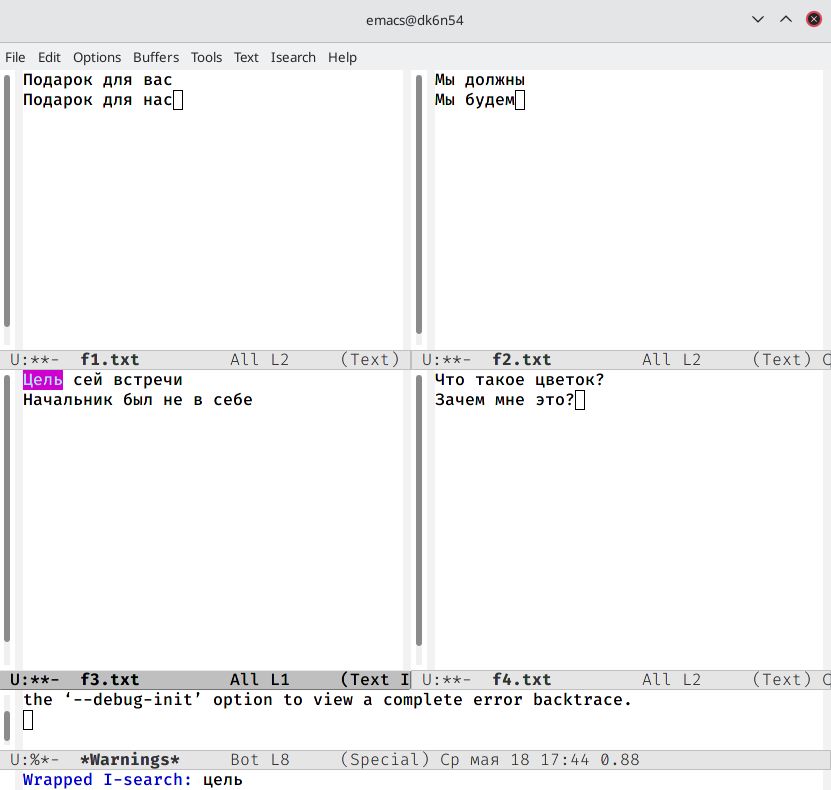 emacs@dk6n54
File Edit Options Buffers Tools Text Isearch Help
Подарок для вас
Подарок для нас
Мы должны
Мы будем
U:**- f1.txt All L2 (Text)
U:**- f2.txt All L2 (Text) C
Цель сей встречи
Начальник был не в себе
Что такое цветок?
Зачем мне это?
U:**- f3.txt All L1 (Text I
U:**- f4.txt All L2 (Text) C
the ‘--debug-init’ option to view a complete error backtrace.
U:%*- *Warnings* Bot L8 (Special) Ср мая 18 17:44 0.88
Wrapped I-search: цель